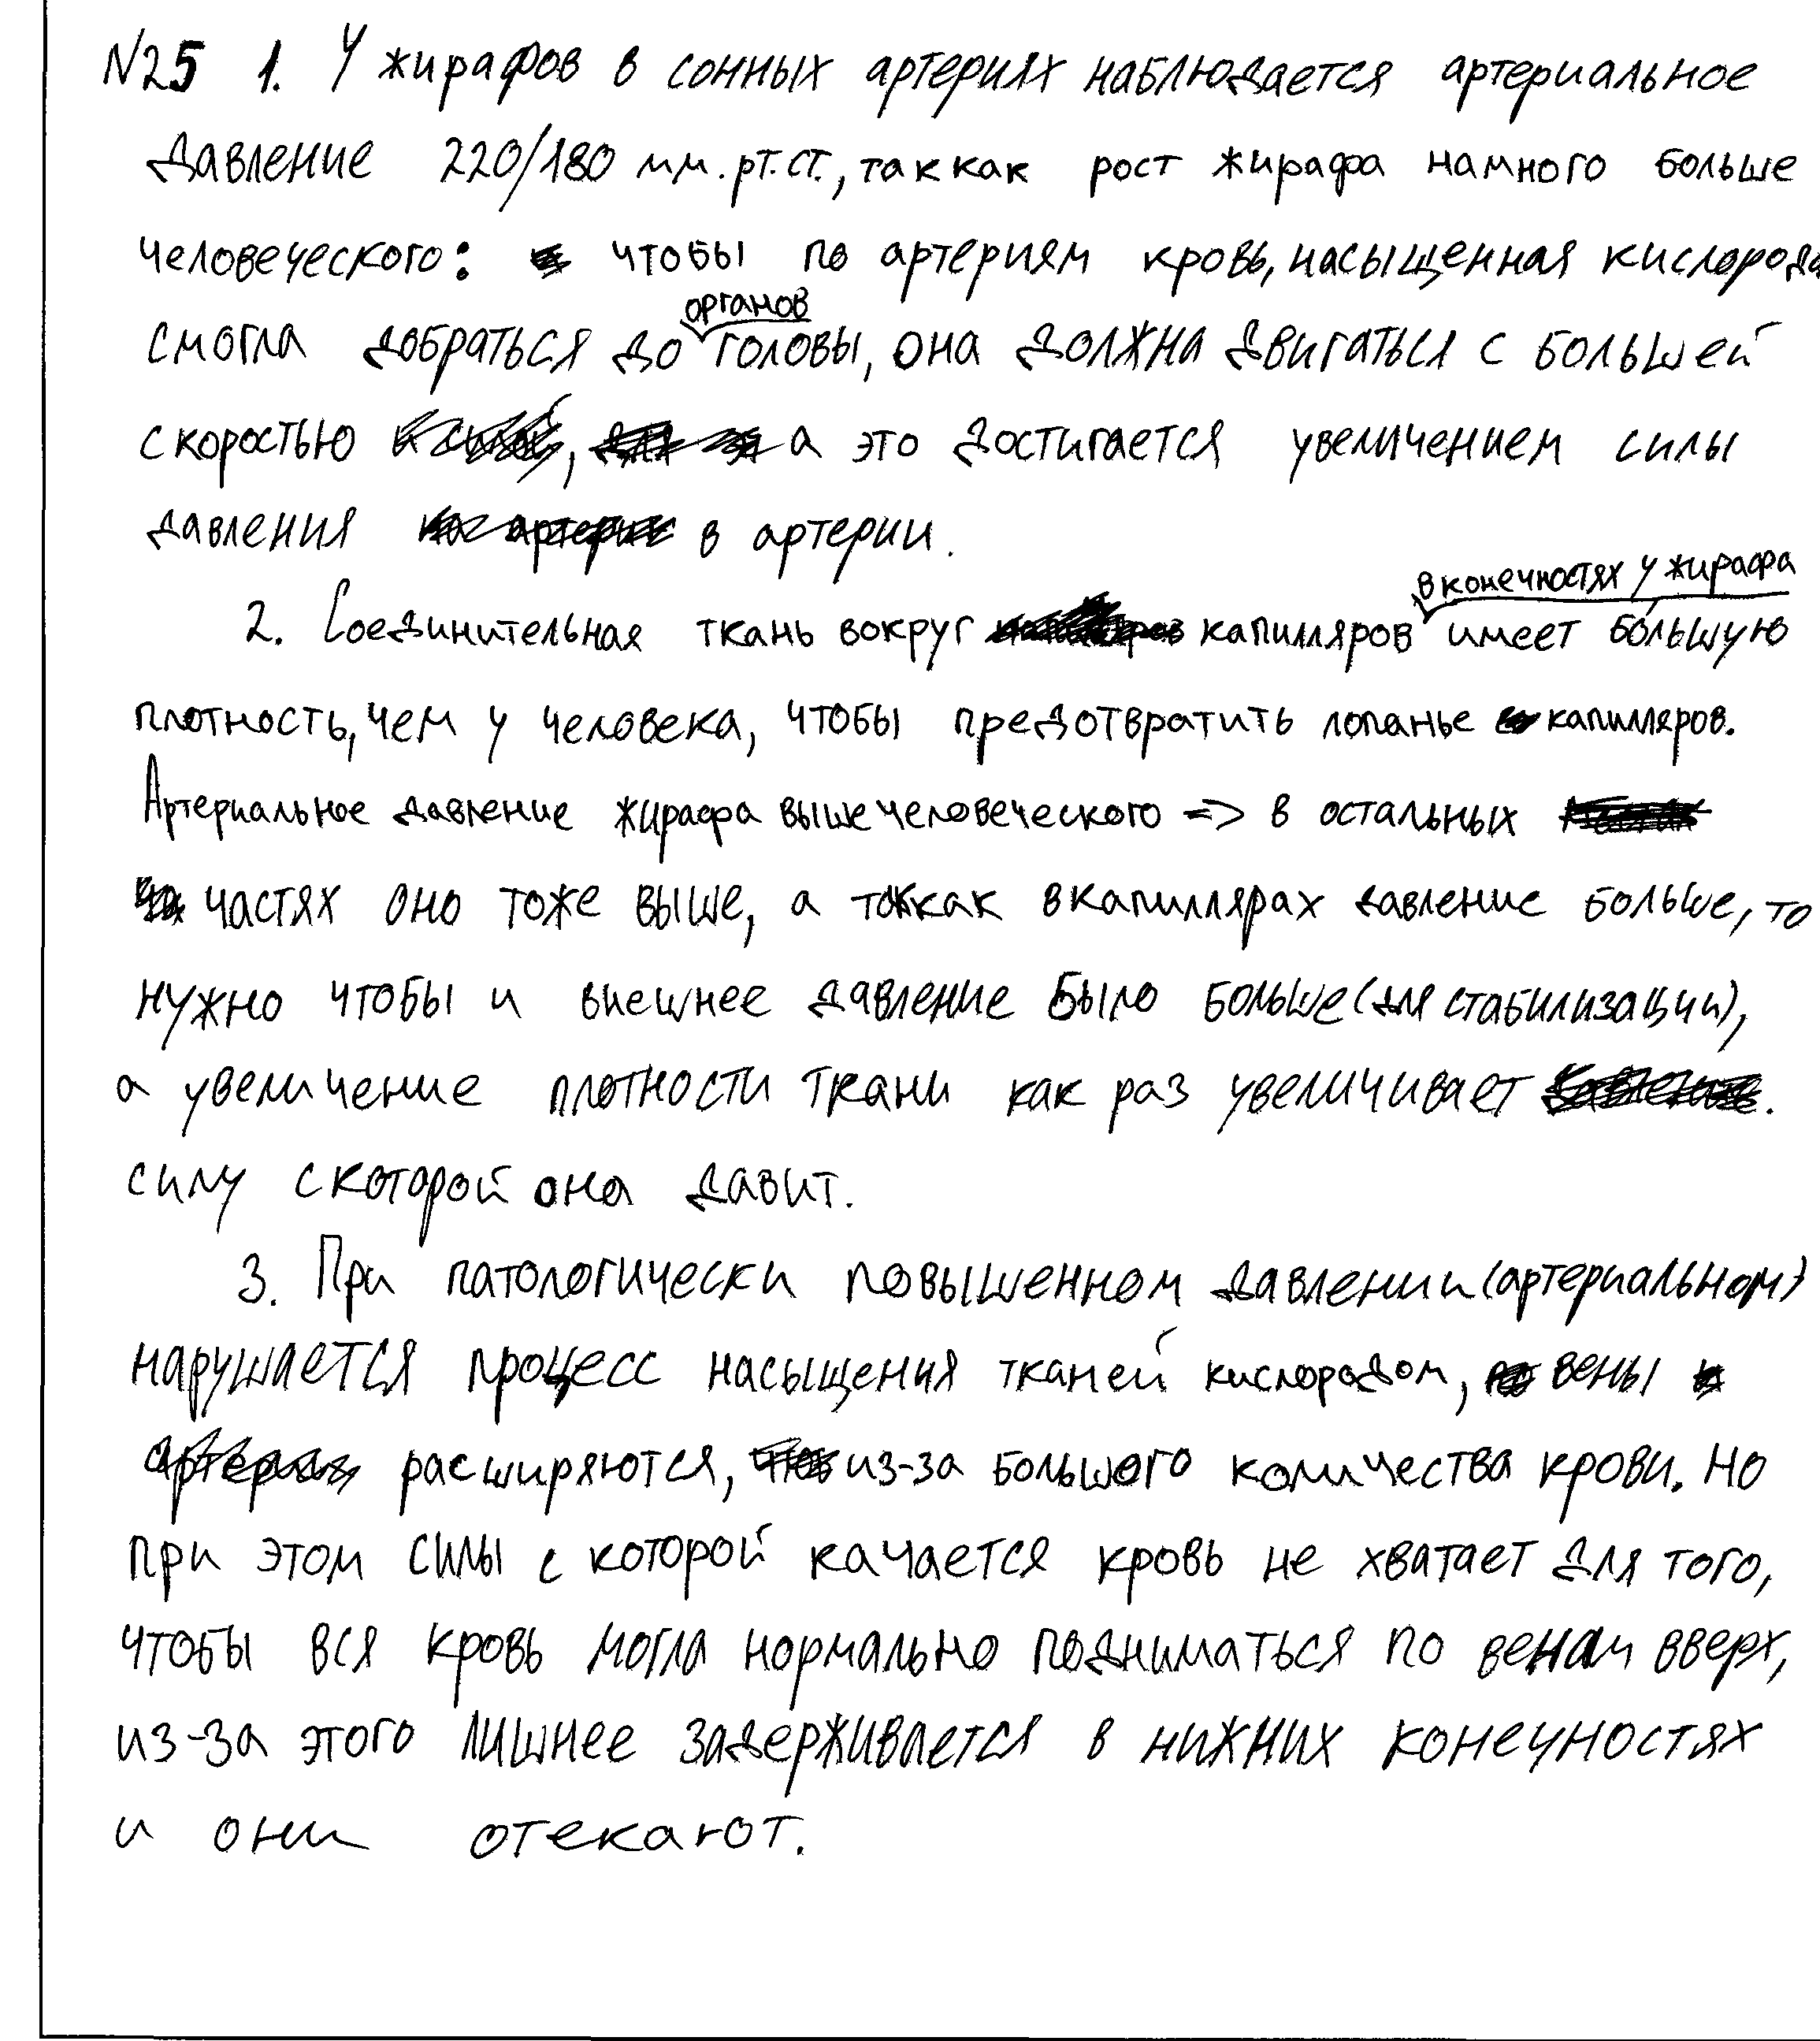 N25 1. У жирафов в сонных артериях наблюдается артериальное
давление 220/180 мм.рт.ст., так как рост жирафа намного больше
человеческого: чтобы по артериям кровь, насыщенная кислорода
смогла добраться до органов головы, она должна двигаться с большей
скоростью, а это достигается увеличением силы
давления в артерии.
2. Соединительная ткань вокруг капилляров в конечностях у жирафа имеет бо́льшую
плотность, чем у человека, чтобы предотвратить лопанье капилляров.
Артериальное давление жирафа выше человеческого => в остальных
частях оно тоже выше, а так как в капиллярах давление больше, то
нужно чтобы и внешнее давление было больше (для стабилизации),
а увеличение плотности ткани как раз увеличивает
силу с которой она давит.
3. При патологически повышенном давлении (артериальном)
нарушается процесс насыщения тканей кислородом, вены
расширяются, из-за большого количества крови. Но
при этом силы с которой качается кровь не хватает для того,
чтобы вся кровь могла нормально подниматься по венам вверх,
из-за этого лишнее задерживается в нижних конечностях
и они отекают.